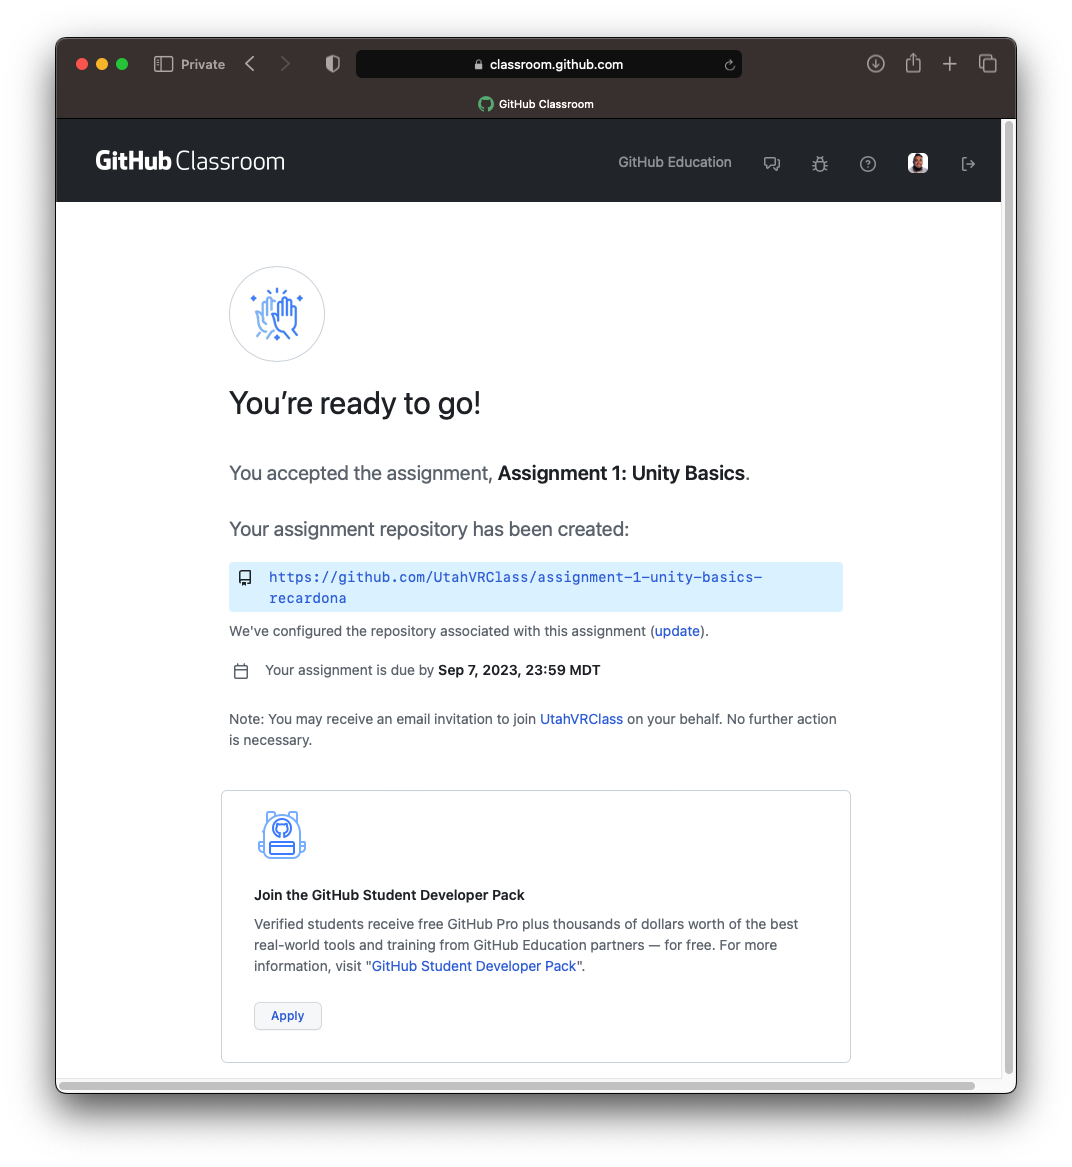 Private
classroom.github.com
GitHub Classroom
GitHub Classroom
GitHub Education
You’re ready to go!
You accepted the assignment, Assignment 1: Unity Basics.
Your assignment repository has been created:
https://github.com/UtahVRClass/assignment-1-unity-basics-
recardona
We've configured the repository associated with this assignment (update).
Your assignment is due by Sep 7, 2023, 23:59 MDT
Note: You may receive an email invitation to join UtahVRClass on your behalf. No further action
is necessary.
Join the GitHub Student Developer Pack
Verified students receive free GitHub Pro plus thousands of dollars worth of the best
real-world tools and training from GitHub Education partners — for free. For more
information, visit "GitHub Student Developer Pack".
Apply